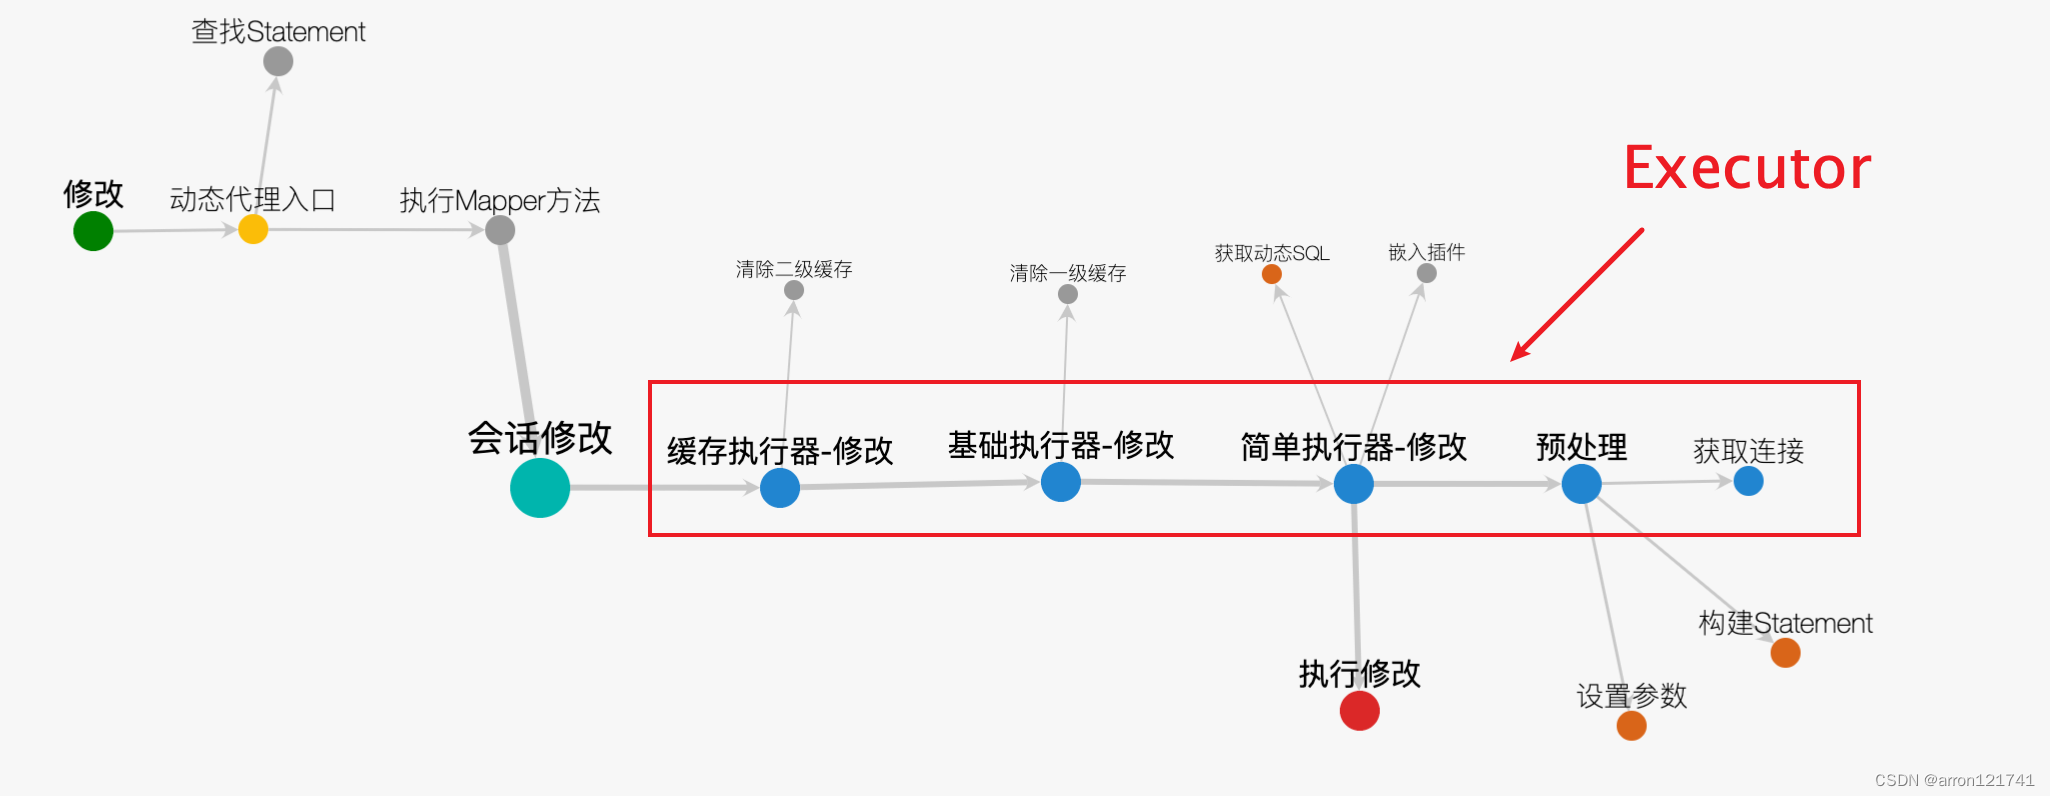 查找Statement
修改
动态代理入口
执行Mapper方法
Executor
清除二级缓存
清除一级缓存
获取动态SQL
嵌入插件
会话修改
缓存执行器-修改
基础执行器-修改
简单执行器-修改
预处理
获取连接
构建Statement
执行修改
设置参数
CSDN @arron121741